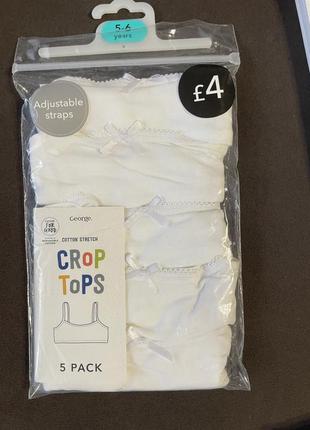 5-6
years
Adjustable
straps
£4
George.
COTTON STRETCH
CROP
TOPS
5 PACK